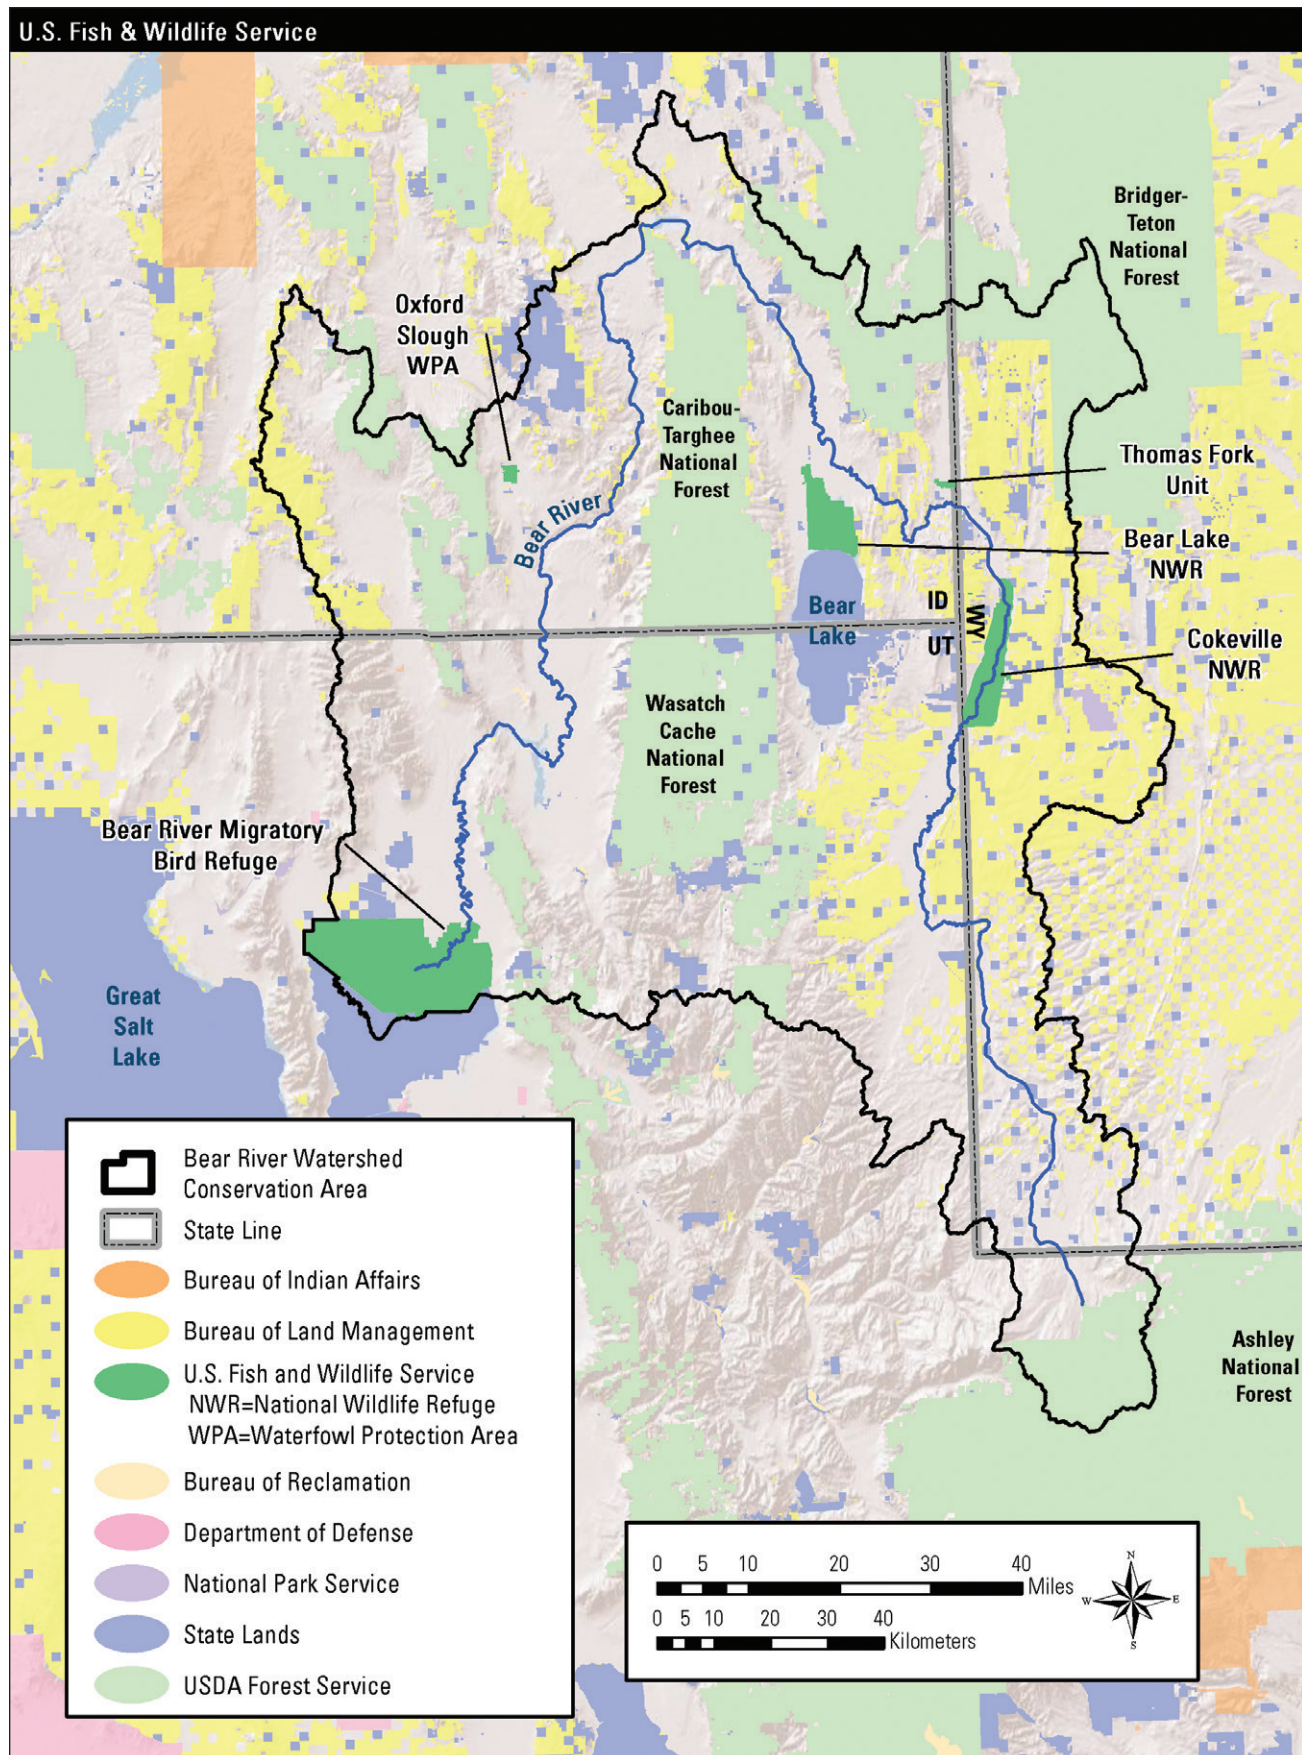 U.S. Fish & Wildlife Service
Bridger-
Teton
National
Forest
Oxford
Slough
WPA
Caribou-
Targhee
National
Forest
Thomas Fork
Unit
Bear River
Bear Lake
NWR
Bear
Lake
ID
WY
UT
Cokeville
NWR
Wasatch
Cache
National
Forest
Bear River Migratory
Bird Refuge
Great
Salt
Lake
Ashley
National
Forest
Bear River Watershed
Conservation Area
State Line
Bureau of Indian Affairs
Bureau of Land Management
U.S. Fish and Wildlife Service
NWR=National Wildlife Refuge
WPA=Waterfowl Protection Area
Bureau of Reclamation
Department of Defense
National Park Service
State Lands
USDA Forest Service
0 5 10 20 30 40
Miles
0 5 10 20 30 40
Kilometers
N
W E
S